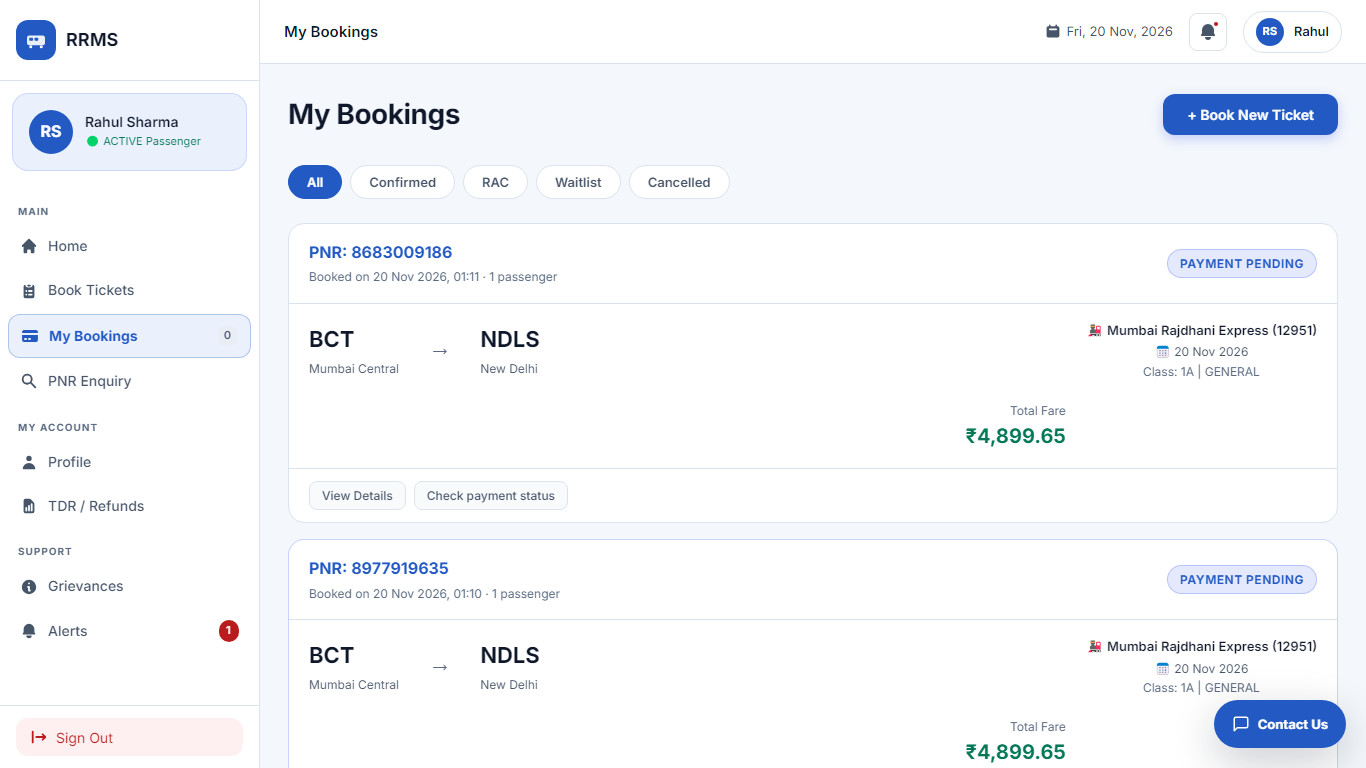 RRMS
RS
Rahul Sharma
ACTIVE Passenger
MAIN
Home
Book Tickets
My Bookings 0
PNR Enquiry
MY ACCOUNT
Profile
TDR / Refunds
SUPPORT
Grievances
Alerts 1
Sign Out
My Bookings
Fri, 20 Nov, 2026
RS Rahul
My Bookings
+ Book New Ticket
All Confirmed RAC Waitlist Cancelled
PNR: 8683009186
Booked on 20 Nov 2026, 01:11 · 1 passenger
PAYMENT PENDING
BCT → NDLS
Mumbai Central New Delhi
Mumbai Rajdhani Express (12951)
20 Nov 2026
Class: 1A | GENERAL
Total Fare
₹4,899.65
View Details Check payment status
PNR: 8977919635
Booked on 20 Nov 2026, 01:10 · 1 passenger
PAYMENT PENDING
BCT → NDLS
Mumbai Central New Delhi
Mumbai Rajdhani Express (12951)
20 Nov 2026
Class: 1A | GENERAL
Total Fare
₹4,899.65
Contact Us